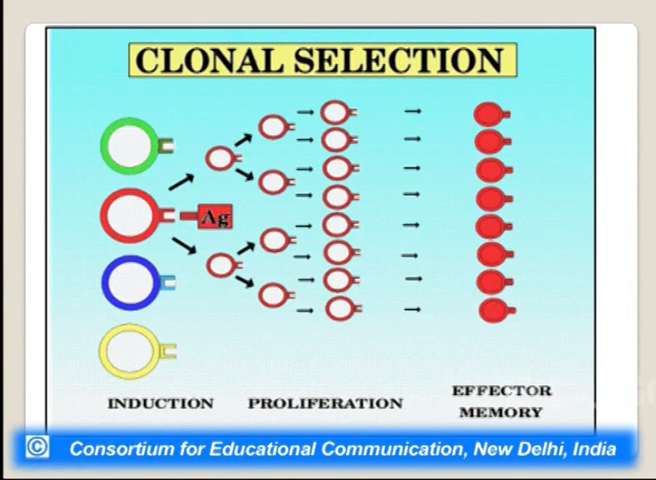 CLONAL SELECTION
Ag
INDUCTION PROLIFERATION EFFECTOR
MEMORY
© Consortium for Educational Communication, New Delhi, India